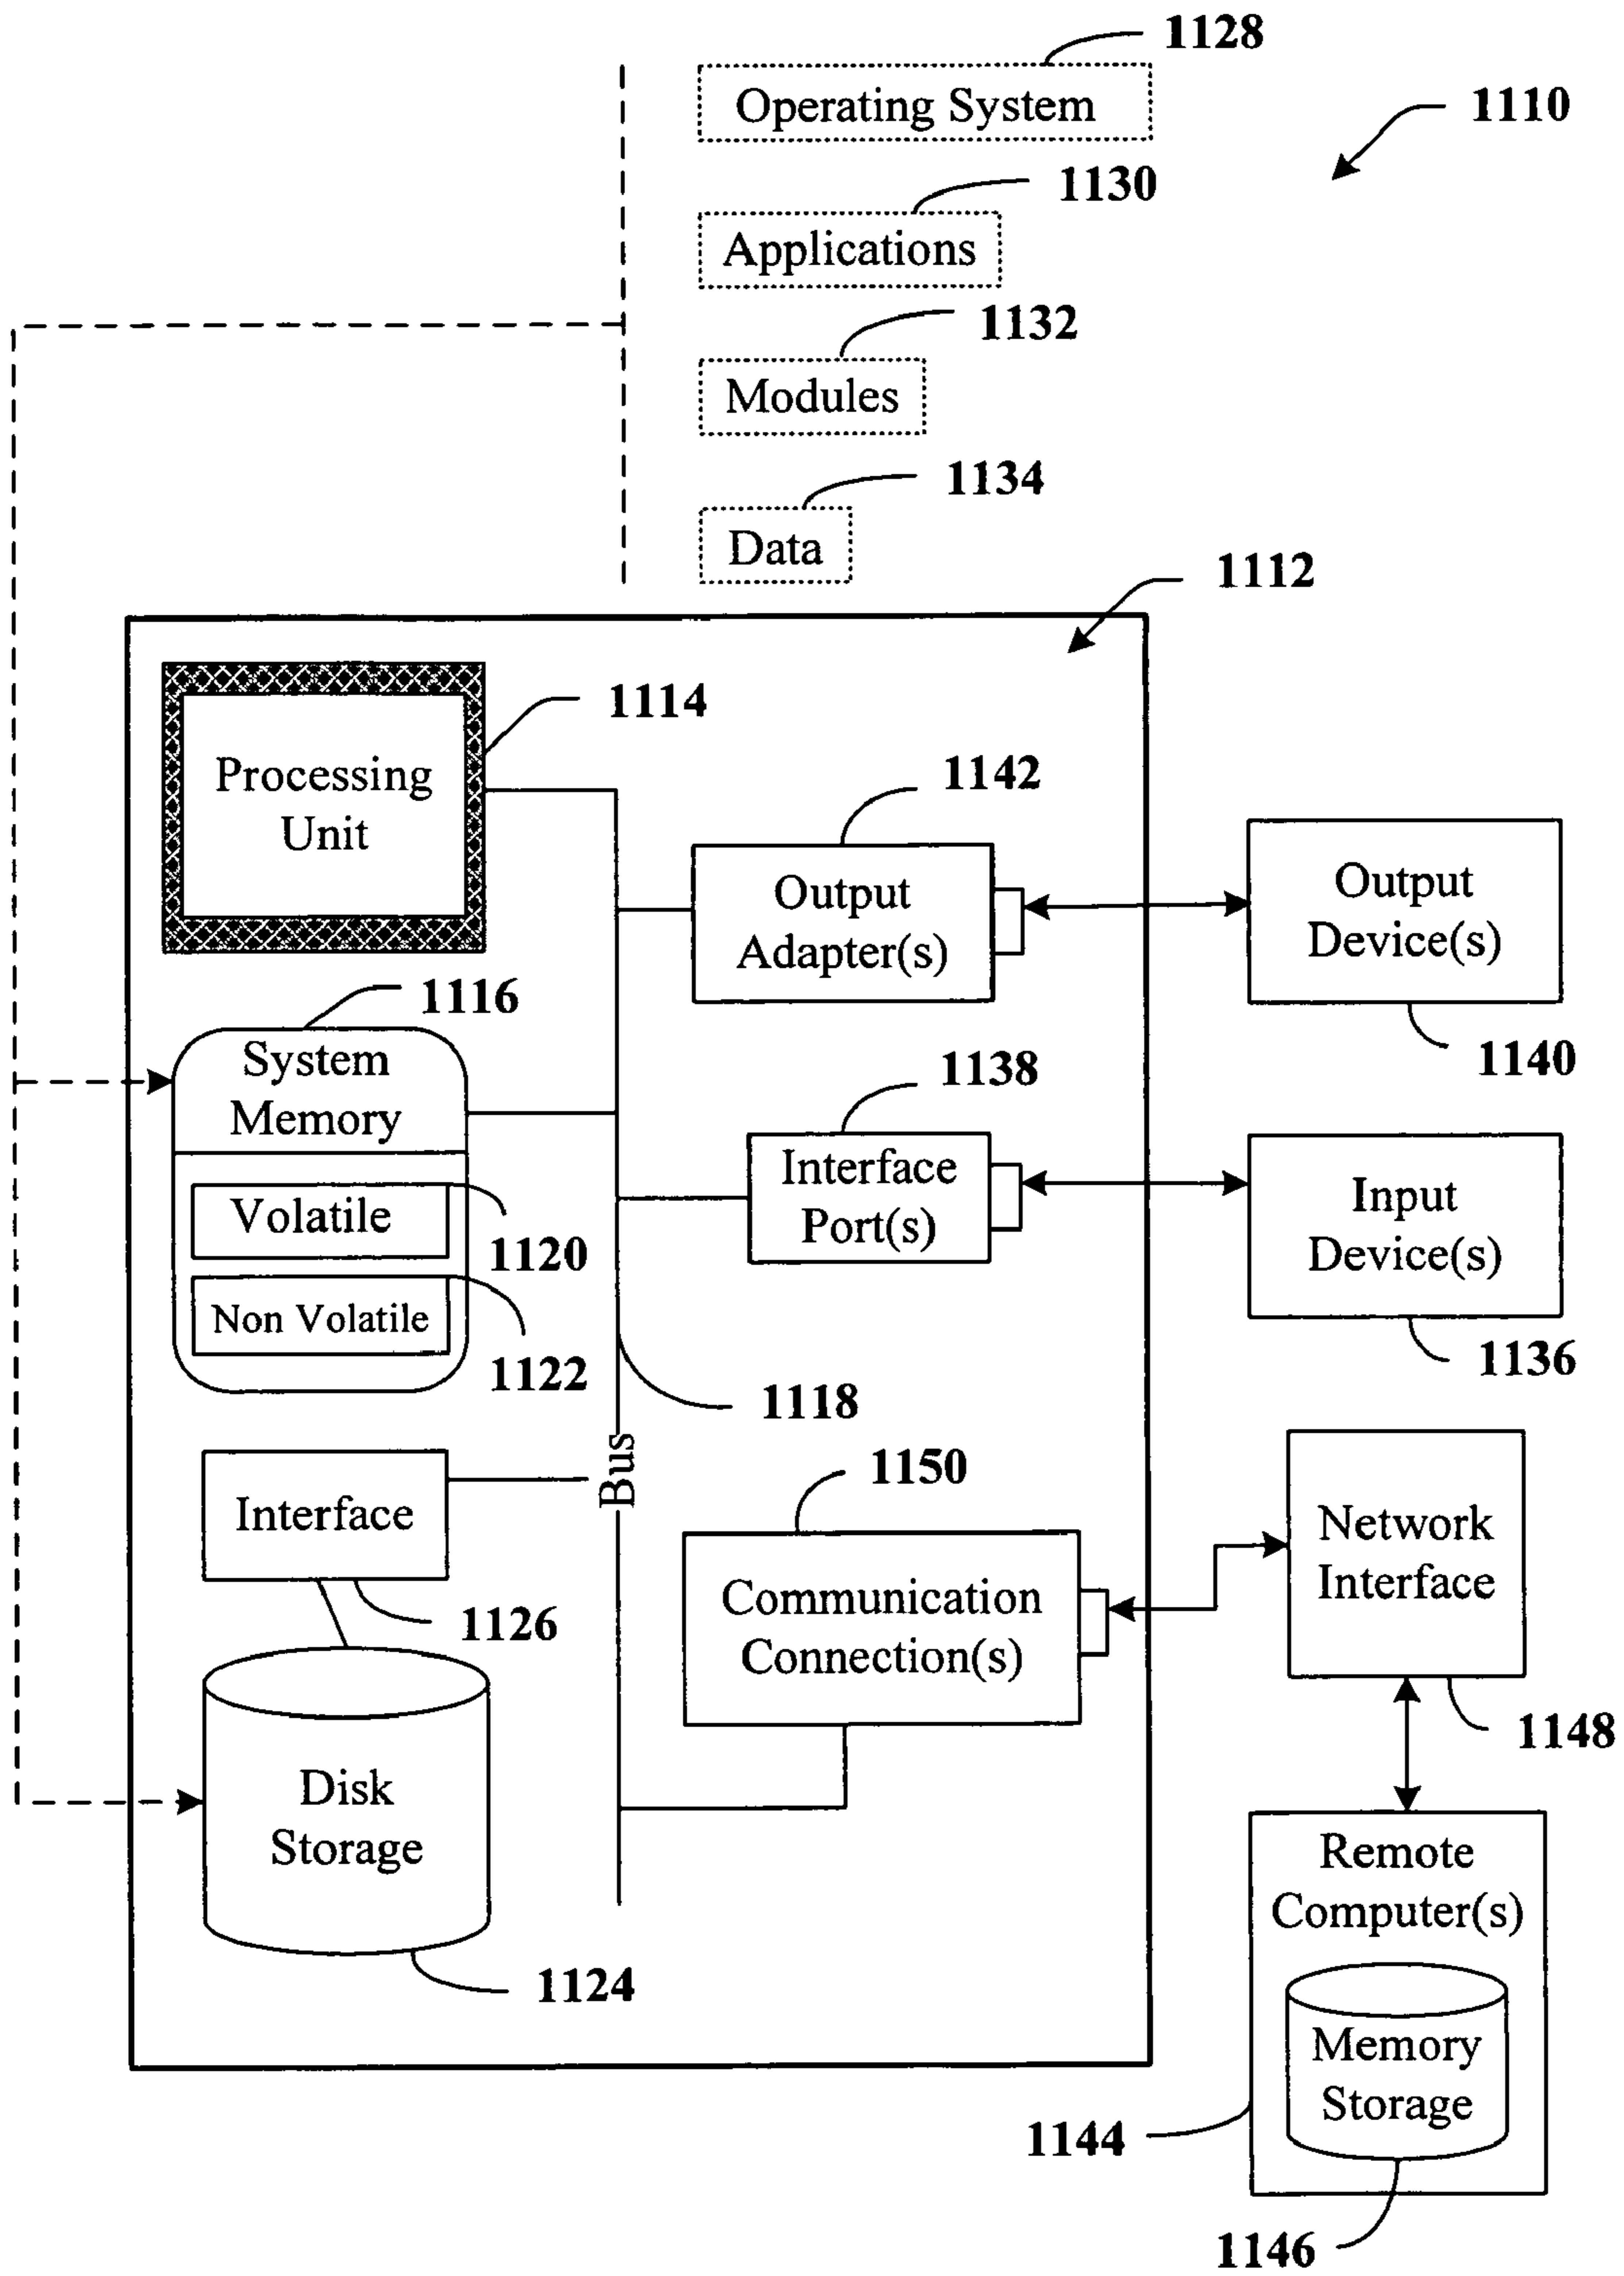 1128
Operating System
1110
1130
Applications
1132
Modules
1134
Data
1112
1114
Processing
Unit
1142
Output
Adapter(s)
Output
Device(s)
1140
1116
System
Memory
1138
Interface
Port(s)
Input
Device(s)
1136
Volatile
1120
Non Volatile
1122
1118
Bus
Interface
1126
1150
Communication
Connection(s)
Network
Interface
1148
Disk
Storage
1124
Remote
Computer(s)
Memory
Storage
1144
1146